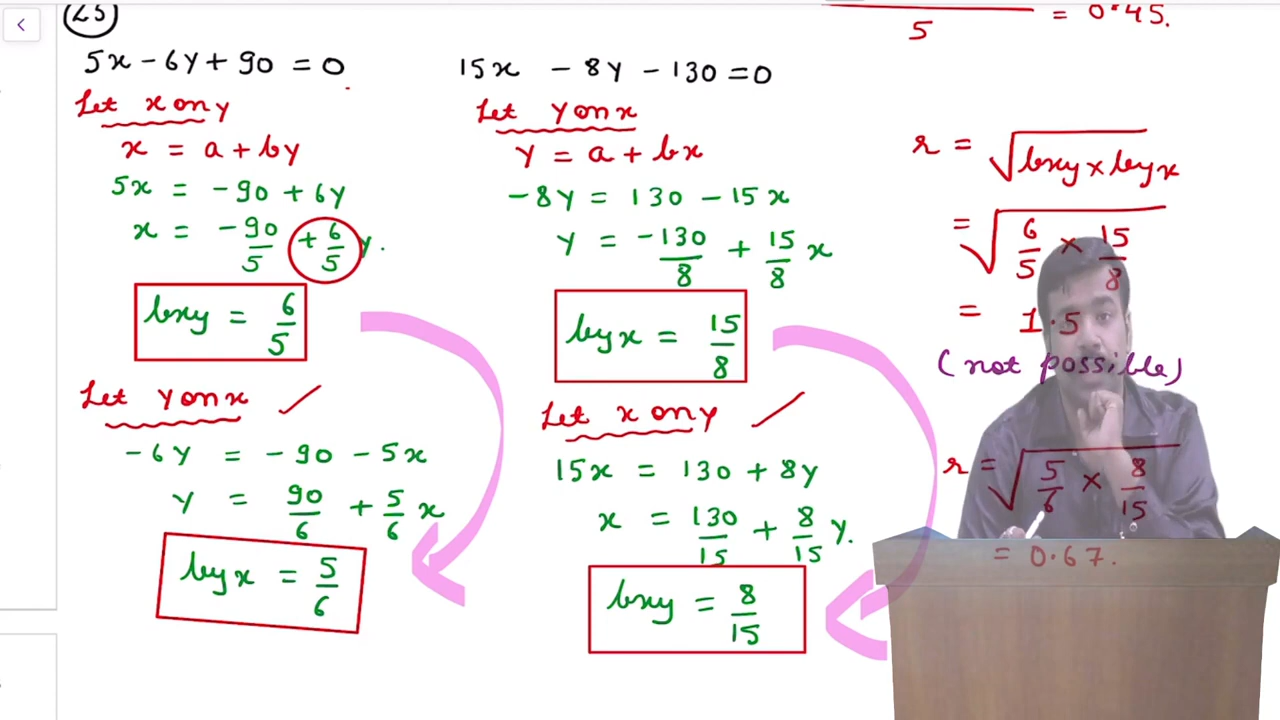 25
5
= 0.45.
5x - 6y + 90 = 0
Let x on y
x = a + by
5x = -90 + 6y
x = -90/5 + 6/5 y.
bxy = 6/5
Let y on x ✓
-6y = -90 - 5x
y = 90/6 + 5/6 x
byx = 5/6
15x - 8y - 130 = 0
Let y on x
y = a + bx
-8y = 130 - 15x
y = -130/8 + 15/8 x
byx = 15/8
Let x on y ✓
15x = 130 + 8y
x = 130/15 + 8/15 y.
bxy = 8/15
r = √bxy × byx
= √6/5 × 15/8
= 1.5
(not possible)
r = √5/6 × 8/15
= 0.67.